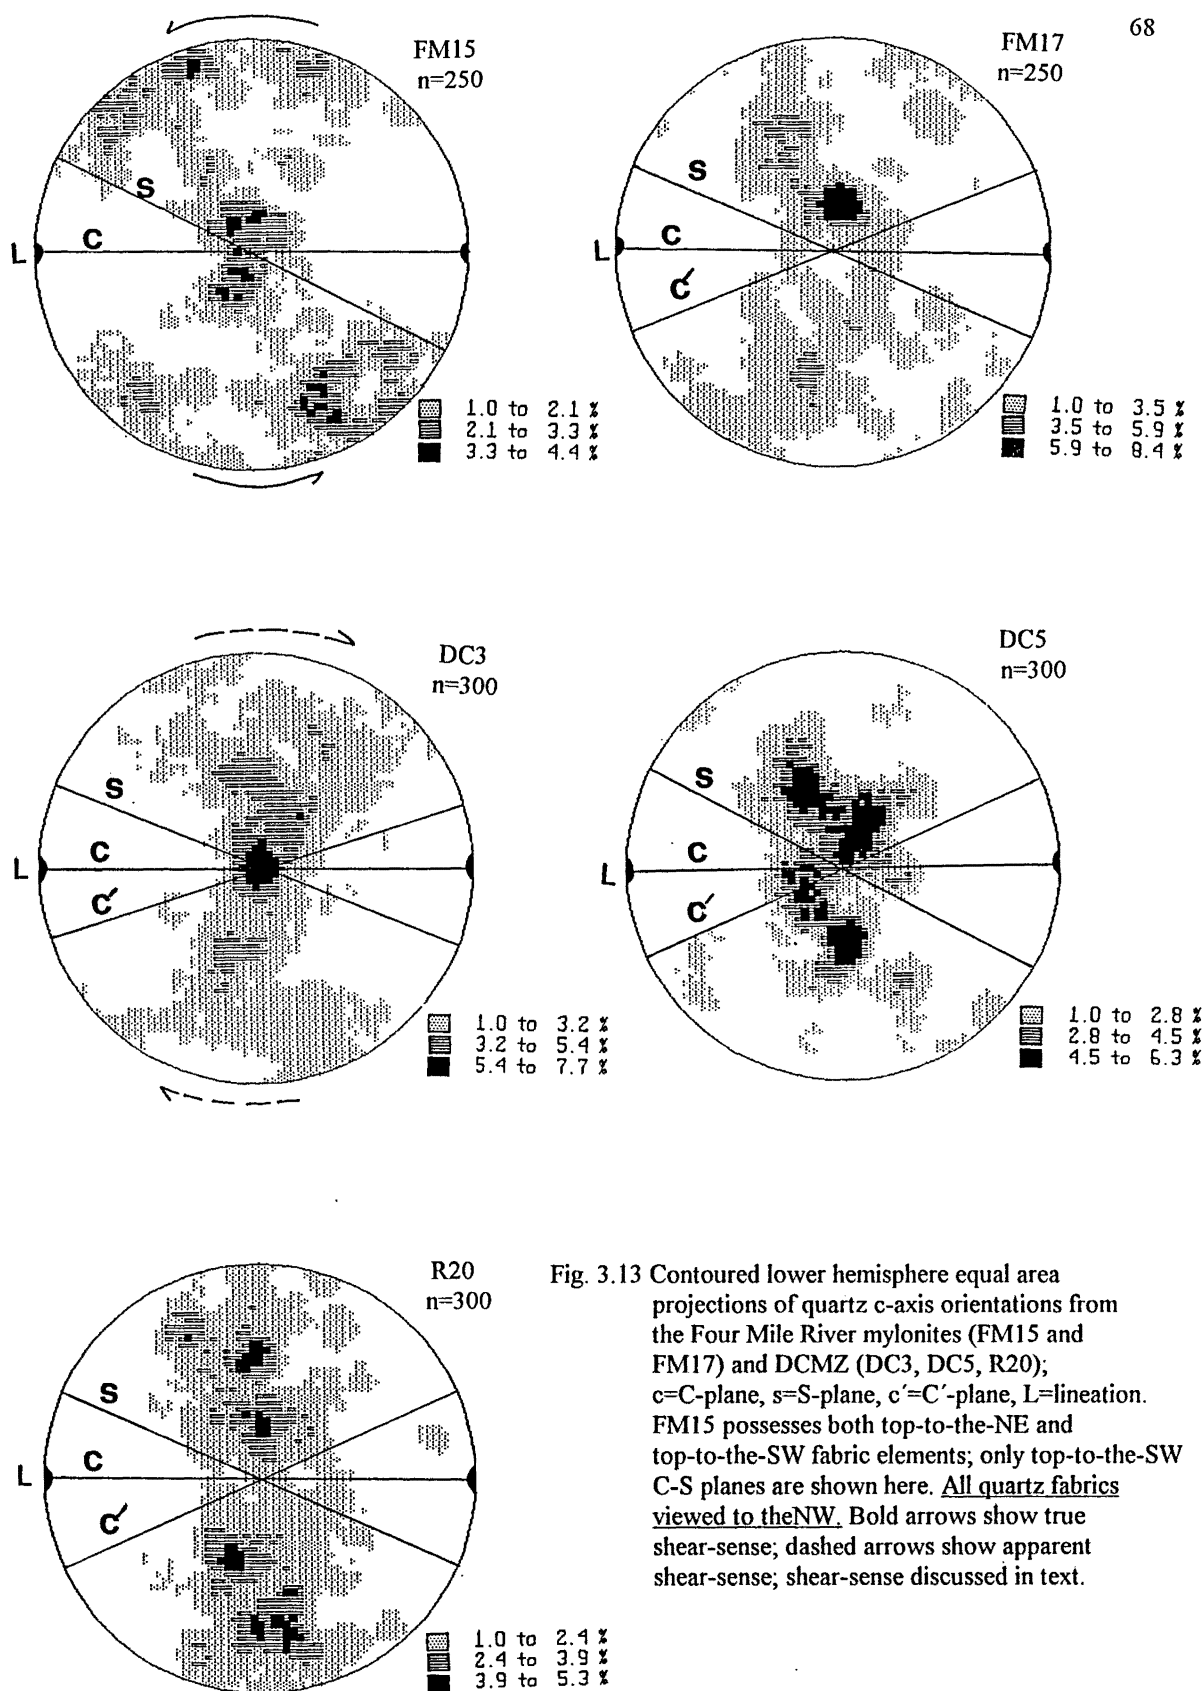 68
FM15
n=250
S
C
L
1.0 to 2.1 %
2.1 to 3.3 %
3.3 to 4.4 %
FM17
n=250
S
C
L
C′
1.0 to 3.5 %
3.5 to 5.9 %
5.9 to 8.4 %
DC3
n=300
S
C
L
C′
1.0 to 3.2 %
3.2 to 5.4 %
5.4 to 7.7 %
DC5
n=300
S
C
L
C′
1.0 to 2.8 %
2.8 to 4.5 %
4.5 to 6.3 %
R20
n=300
S
C
L
C′
1.0 to 2.4 %
2.4 to 3.9 %
3.9 to 5.3 %
Fig. 3.13 Contoured lower hemisphere equal area
projections of quartz c-axis orientations from
the Four Mile River mylonites (FM15 and
FM17) and DCMZ (DC3, DC5, R20);
c=C-plane, s=S-plane, c′=C′-plane, L=lineation.
FM15 possesses both top-to-the-NE and
top-to-the-SW fabric elements; only top-to-the-SW
C-S planes are shown here. All quartz fabrics
viewed to theNW. Bold arrows show true
shear-sense; dashed arrows show apparent
shear-sense; shear-sense discussed in text.